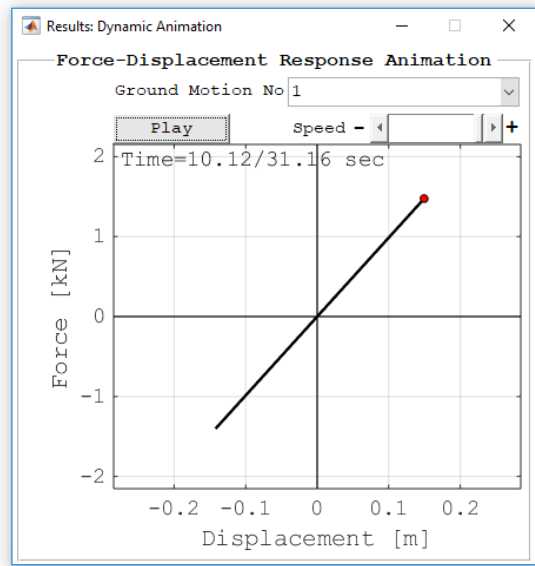 Results: Dynamic Animation
Force-Displacement Response Animation
Ground Motion No 1
Play Speed - +
Time=10.12/31.16 sec
2
1
0
-1
-2
Force [kN]
-0.2 -0.1 0 0.1 0.2
Displacement [m]